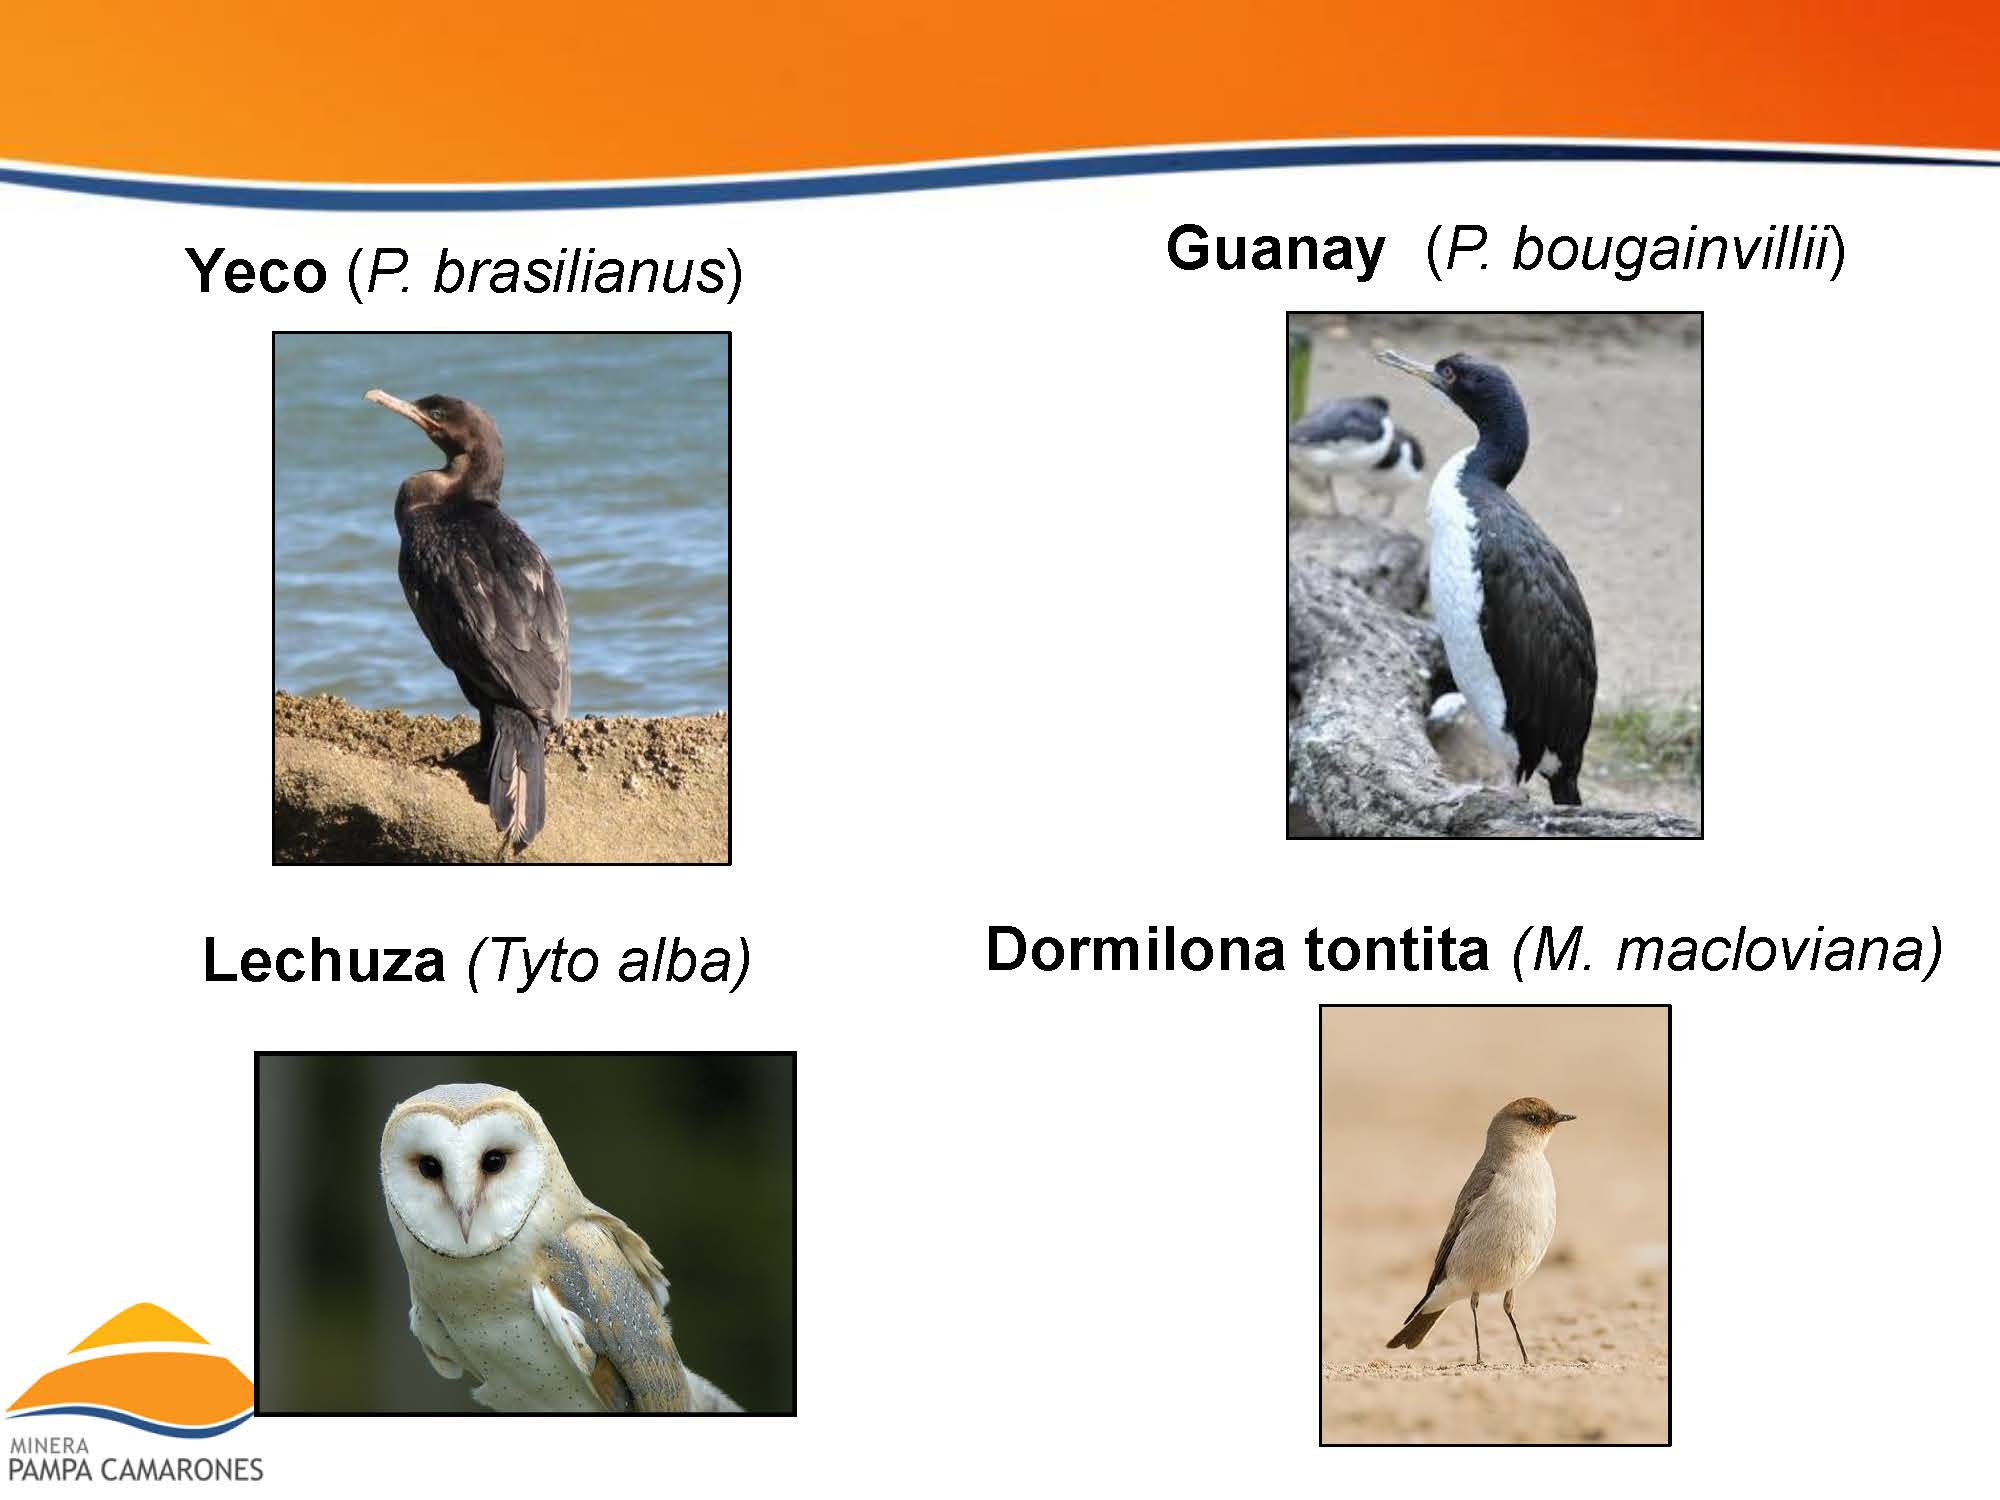 Yeco (P. brasilianus)
Guanay (P. bougainvillii)
Lechuza (Tyto alba)
Dormilona tontita (M. macloviana)
MINERA
PAMPA CAMARONES